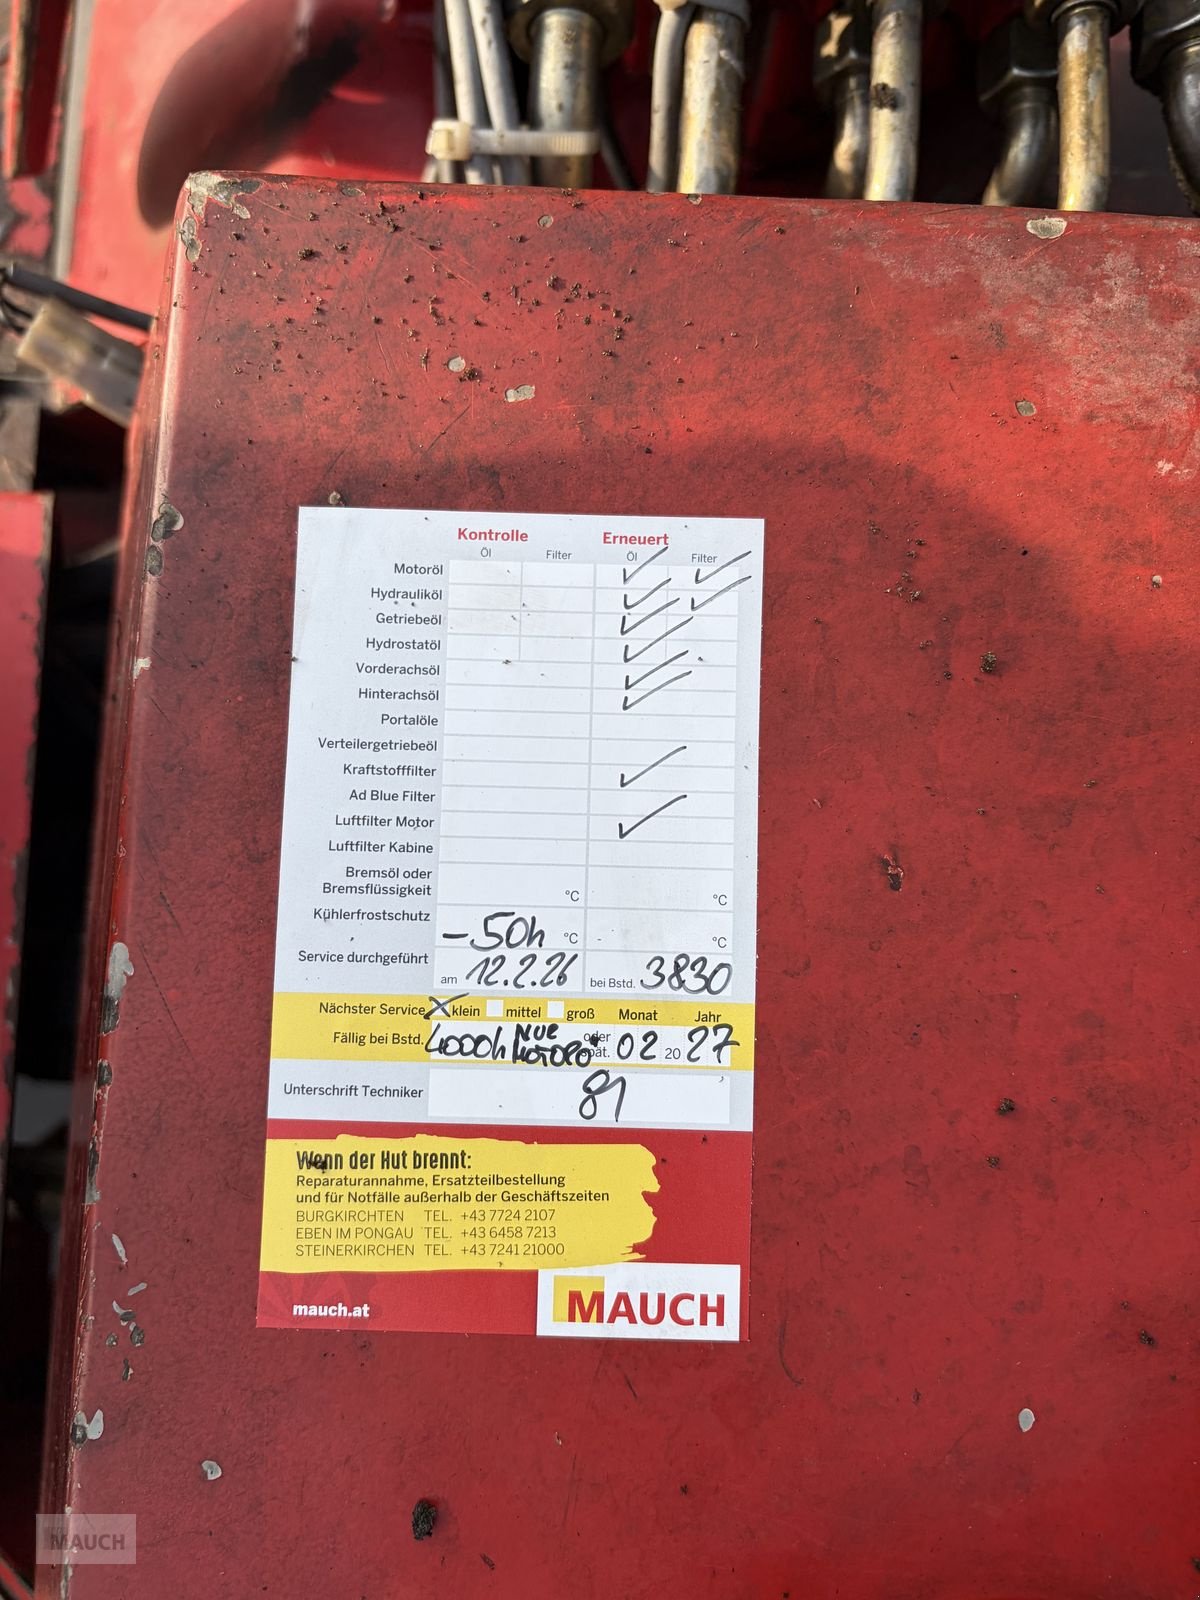 Kontrolle Erneuert
Öl Filter Öl Filter
Motoröl ✓ ✓
Hydrauliköl ✓ ✓
Getriebeöl ✓
Hydrostatöl ✓
Vorderachsöl ✓
Hinterachsöl ✓
Portalöle
Verteilergetriebeöl
Kraftstofffilter ✓
Ad Blue Filter
Luftfilter Motor ✓
Luftfilter Kabine
Bremsöl oder
Bremsflüssigkeit °C °C
Kühlerfrostschutz -50h °C - °C
Service durchgeführt am 12.2.26 bei Bstd. 3830
Nächster Service X klein mittel groß Monat Jahr
Fällig bei Bstd. 4000h NUR oder 02 20 27
spät.
Unterschrift Techniker 81
Wenn der Hut brennt:
Reparaturannahme, Ersatzteilbestellung
und für Notfälle außerhalb der Geschäftszeiten
BURGKIRCHTEN TEL. +43 7724 2107
EBEN IM PONGAU TEL. +43 6458 7213
STEINERKIRCHEN TEL. +43 7241 21000
mauch.at
MAUCH
MAUCH